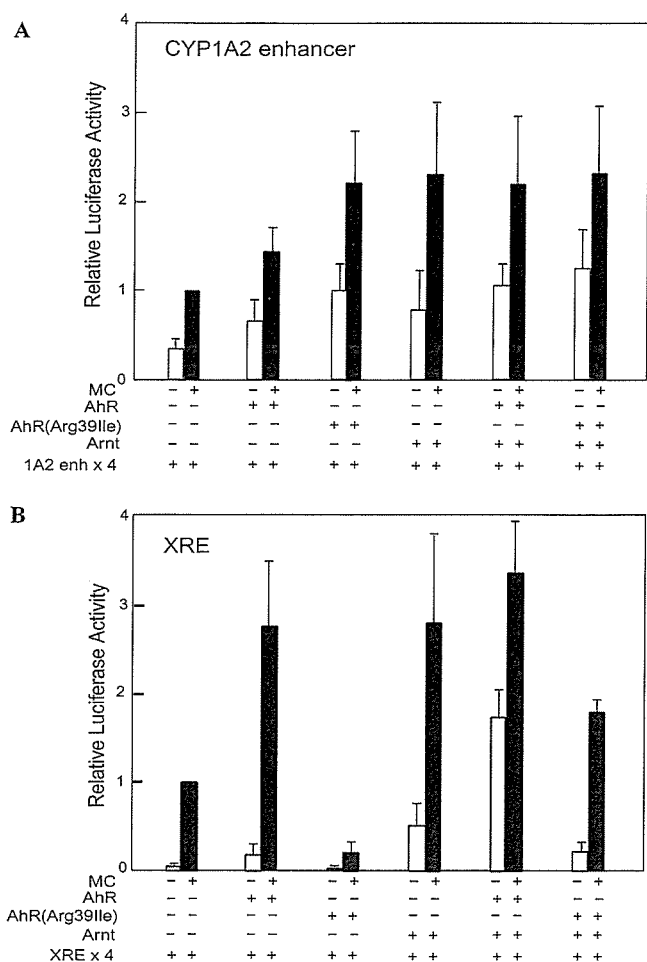 A
4
CYP1A2 enhancer
3
2
1
0
Relative Luciferase Activity
MC − + − + − + − + − + − +
AhR − − + + − − − − + + − −
AhR(Arg39Ile) − − − − + + − − − − + +
Arnt − − − − − − + + + + + +
1A2 enh x 4 + + + + + + + + + + + +
B
4
XRE
3
2
1
0
Relative Luciferase Activity
MC − + − + − + − + − + − +
AhR − − + + − − − − + + − −
AhR(Arg39Ile) − − − − + + − − − − + +
Arnt − − − − − − + + + + + +
XRE x 4 + + + + + + + + + + + +